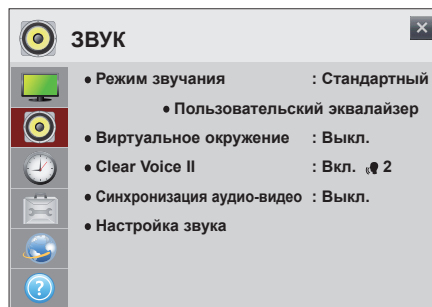 ЗВУК
• Режим звучания : Стандартный
• Пользовательский эквалайзер
• Виртуальное окружение : Выкл.
• Clear Voice II : Вкл. 2
• Синхронизация аудио-видео : Выкл.
• Настройка звука
?